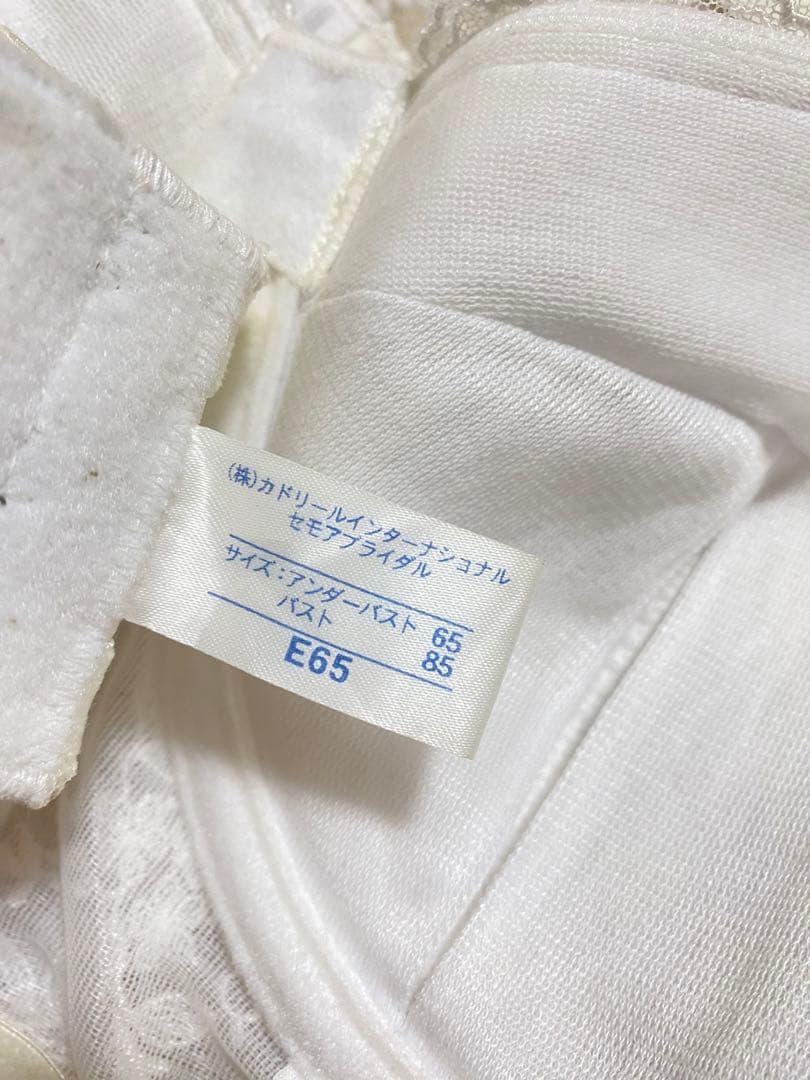 (株)カドリールインターナショナル
セモアブライダル
サイズ:アンダーバスト 65
バスト 85
E65